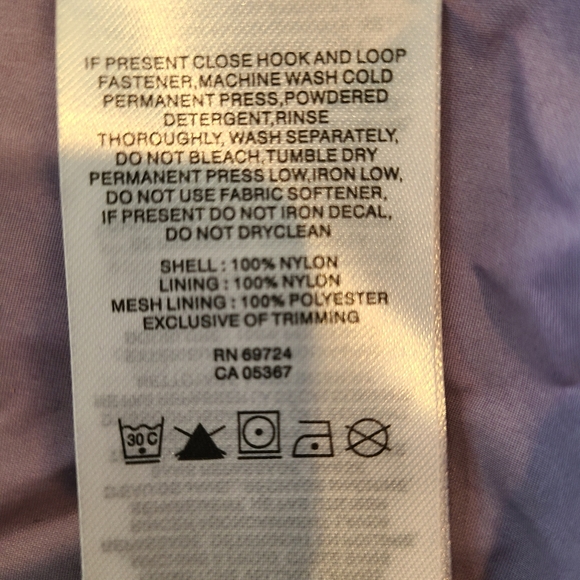 IF PRESENT CLOSE HOOK AND LOOP
FASTENER,MACHINE WASH COLD
PERMANENT PRESS,POWDERED
DETERGENT,RINSE
THOROUGHLY, WASH SEPARATELY,
DO NOT BLEACH,TUMBLE DRY
PERMANENT PRESS LOW,IRON LOW,
DO NOT USE FABRIC SOFTENER,
IF PRESENT DO NOT IRON DECAL,
DO NOT DRYCLEAN
SHELL : 100% NYLON
LINING : 100% NYLON
MESH LINING : 100% POLYESTER
EXCLUSIVE OF TRIMMING
RN 69724
CA 05367
30 C